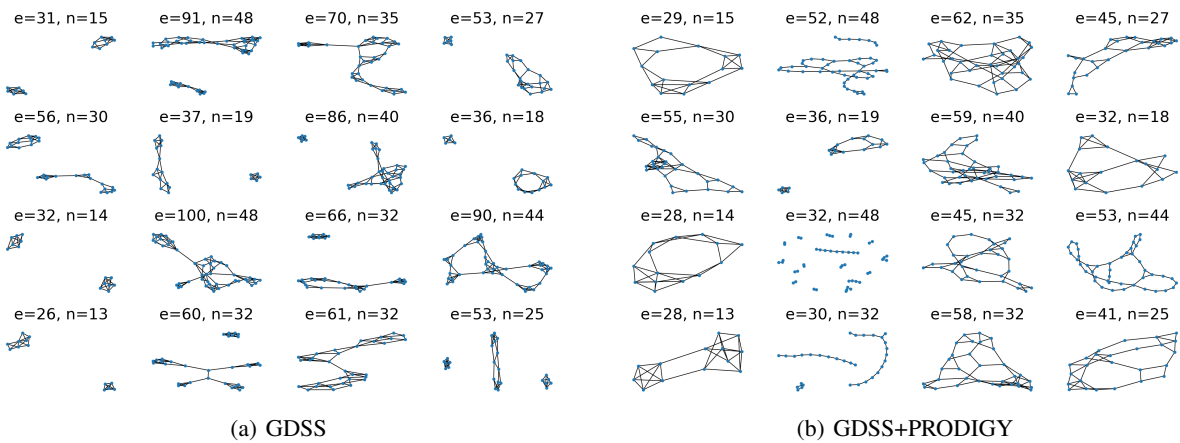 e=31, n=15 e=91, n=48 e=70, n=35 e=53, n=27 e=29, n=15 e=52, n=48 e=62, n=35 e=45, n=27
e=56, n=30 e=37, n=19 e=86, n=40 e=36, n=18 e=55, n=30 e=36, n=19 e=59, n=40 e=32, n=18
e=32, n=14 e=100, n=48 e=66, n=32 e=90, n=44 e=28, n=14 e=32, n=48 e=45, n=32 e=53, n=44
e=26, n=13 e=60, n=32 e=61, n=32 e=53, n=25 e=28, n=13 e=30, n=32 e=58, n=32 e=41, n=25
(a) GDSS (b) GDSS+PRODIGY